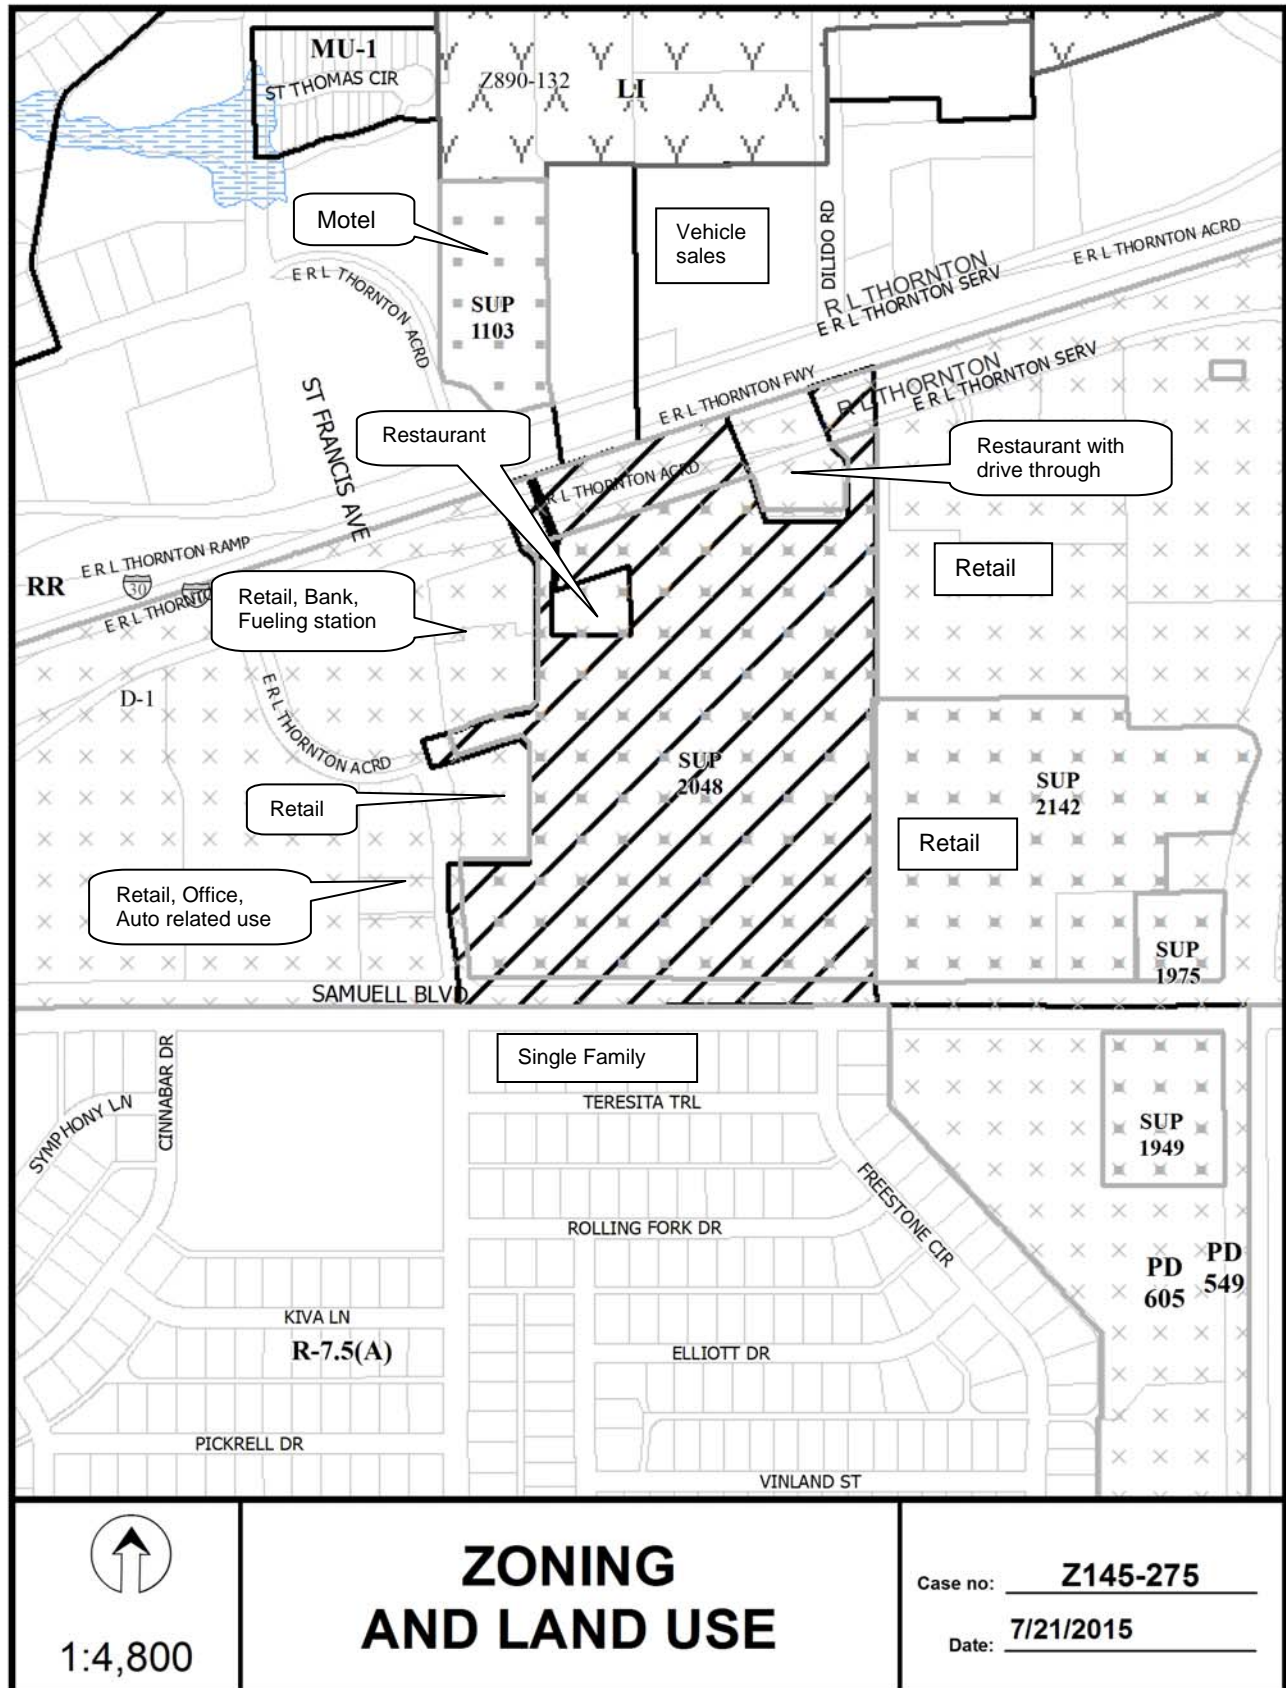 MU-1
ST THOMAS CIR
Z890-132
LI
Motel
Vehicle
sales
DILIDO RD
E R L THORNTON ACRD
R L THORNTON
E R L THORNTON SERV
E R L THORNTON ACRD
SUP
1103
ST FRANCIS AVE
E R L THORNTON FWY
R L THORNTON
E R L THORNTON SERV
Restaurant
Restaurant with
drive through
R L THORNTON ACRD
E R L THORNTON RAMP
RR
30
E R L THORNTO
Retail, Bank,
Fueling station
Retail
D-1
E R L THORNTON ACRD
SUP
2048
SUP
2142
Retail
Retail
Retail, Office,
Auto related use
SUP
1975
SAMUELL BLVD
Single Family
CINNABAR DR
SYMPHONY LN
TERESITA TRL
SUP
1949
FREESTONE CIR
ROLLING FORK DR
PD
605
PD
549
KIVA LN
R-7.5(A)
ELLIOTT DR
PICKRELL DR
VINLAND ST
1:4,800
ZONING
AND LAND USE
Case no: Z145-275
Date: 7/21/2015